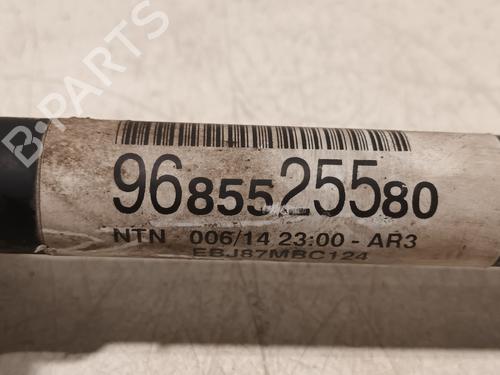 B-PARTS
9685525580
NTN 006/14 23:00 - AR3
EBJ87MBC124